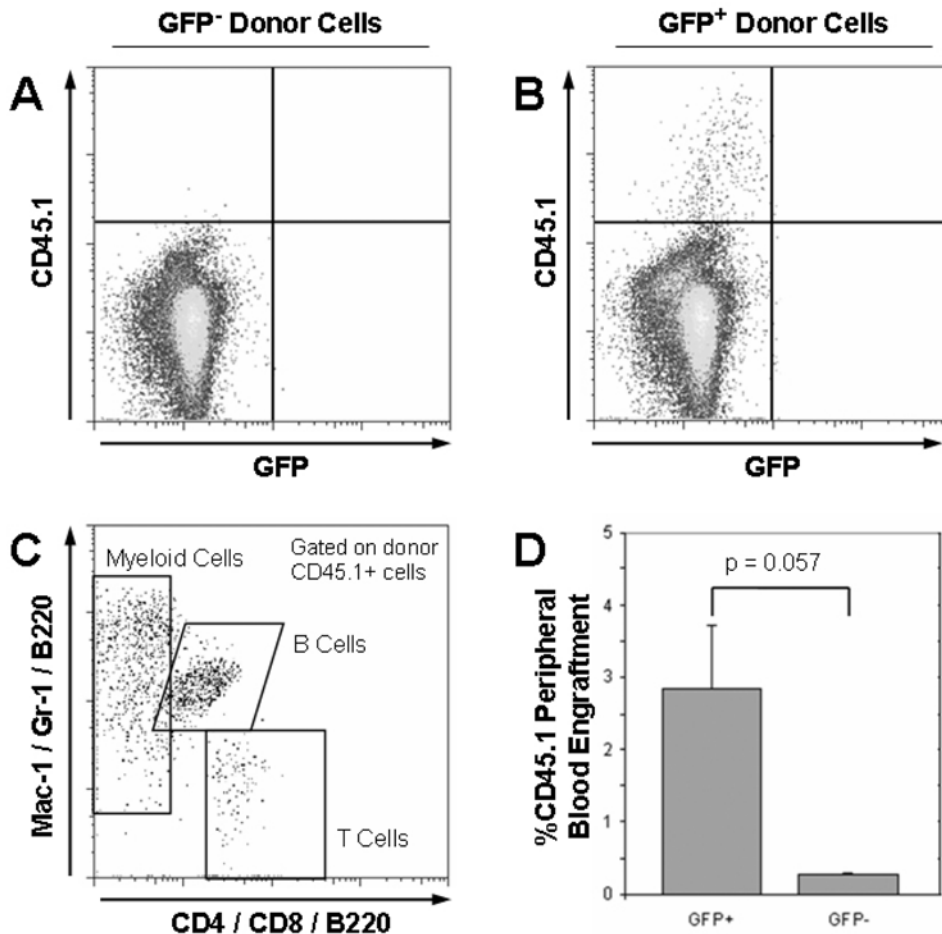 GFP⁻ Donor Cells
GFP⁺ Donor Cells
A
CD45.1
GFP
B
CD45.1
GFP
C
Myeloid Cells
Gated on donor
CD45.1+ cells
B Cells
T Cells
Mac-1 / Gr-1 / B220
CD4 / CD8 / B220
D
%CD45.1 Peripheral
Blood Engraftment
5
4
3
2
1
0
p = 0.057
GFP+
GFP-